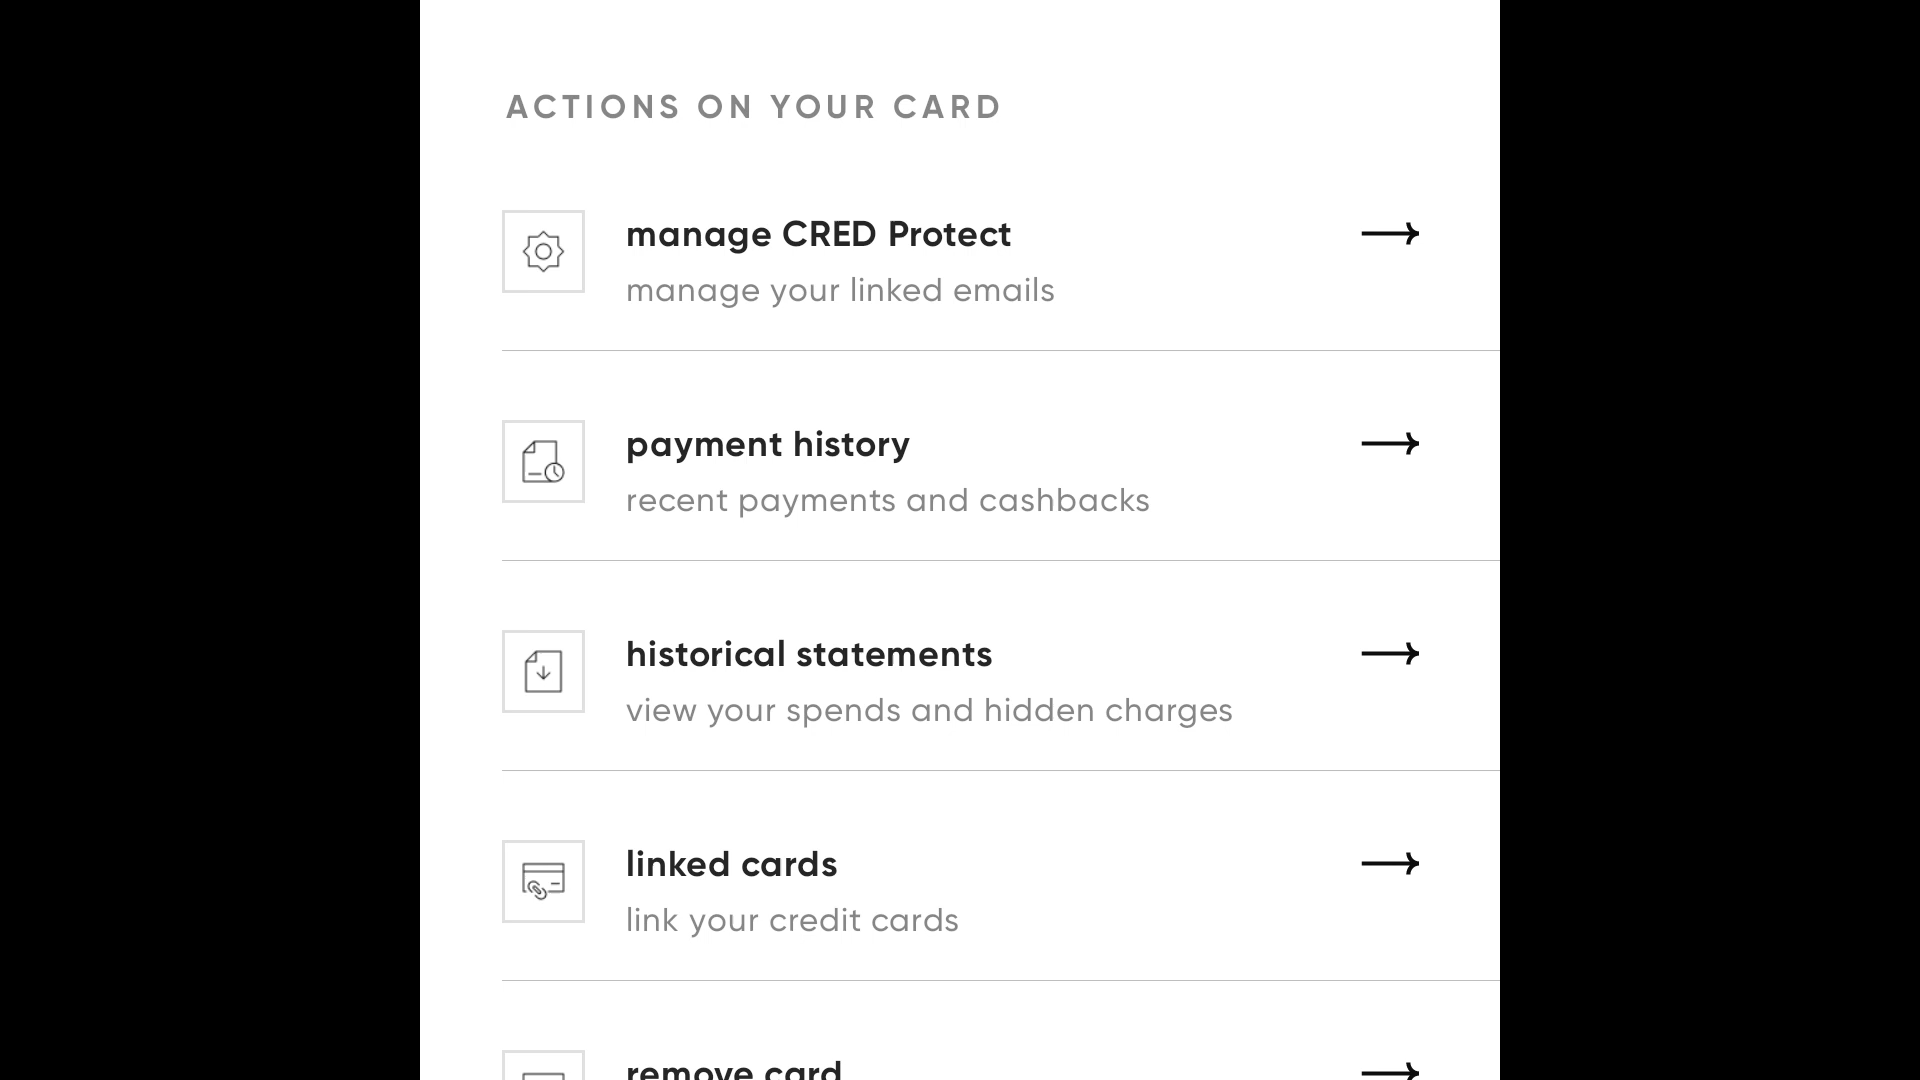 ACTIONS ON YOUR CARD
manage CRED Protect
manage your linked emails
payment history
recent payments and cashbacks
historical statements
view your spends and hidden charges
linked cards
link your credit cards
remove card